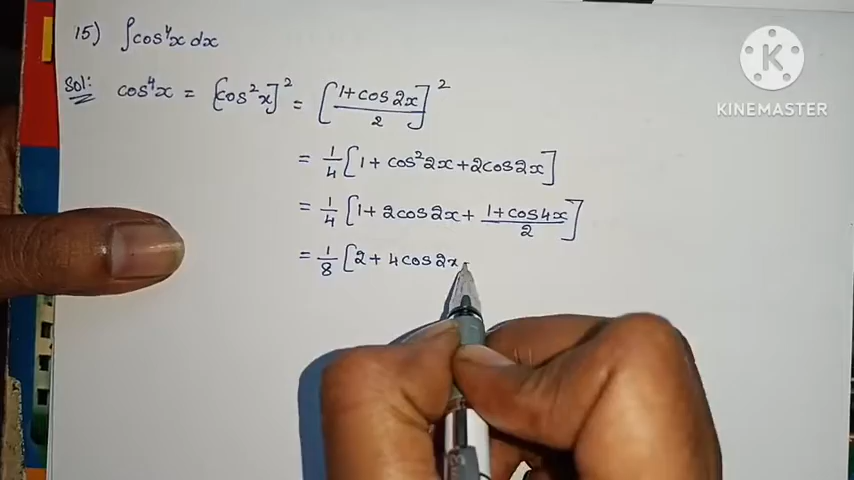 15) ∫cos⁴x dx
Sol: cos⁴x = [cos²x]² = [(1+cos 2x)/2]²
= 1/4 [1 + cos²2x + 2cos 2x]
= 1/4 [1 + 2cos 2x + (1+cos 4x)/2]
= 1/8 [2 + 4cos 2x
K
KINEMASTER